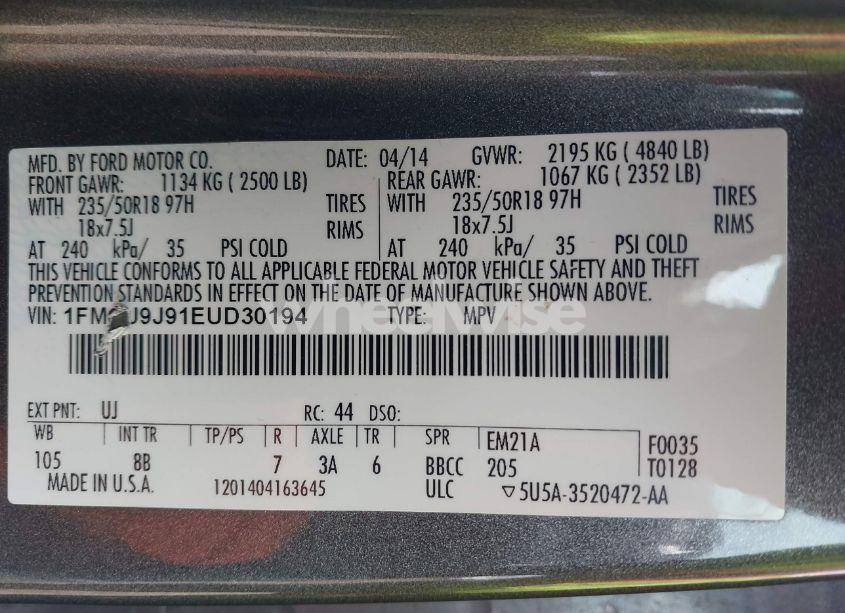 MFD. BY FORD MOTOR CO. DATE: 04/14 GVWR: 2195 KG ( 4840 LB)
FRONT GAWR: 1134 KG ( 2500 LB) REAR GAWR: 1067 KG ( 2352 LB)
WITH 235/50R18 97H TIRES WITH 235/50R18 97H TIRES
18x7.5J RIMS 18x7.5J RIMS
AT 240 kPa/ 35 PSI COLD AT 240 kPa/ 35 PSI COLD
THIS VEHICLE CONFORMS TO ALL APPLICABLE FEDERAL MOTOR VEHICLE SAFETY AND THEFT
PREVENTION STANDARDS IN EFFECT ON THE DATE OF MANUFACTURE SHOWN ABOVE.
wheelwise
VIN: TYPE: MPV
EXT PNT: UJ RC: 44 DSO:
WB INT TR TP/PS R AXLE TR SPR EM21A F0035
105 8B 7 3A 6 BBCC 205 T0128
MADE IN U.S.A. 1201404163645 ULC ▽5U5A-3520472-AA